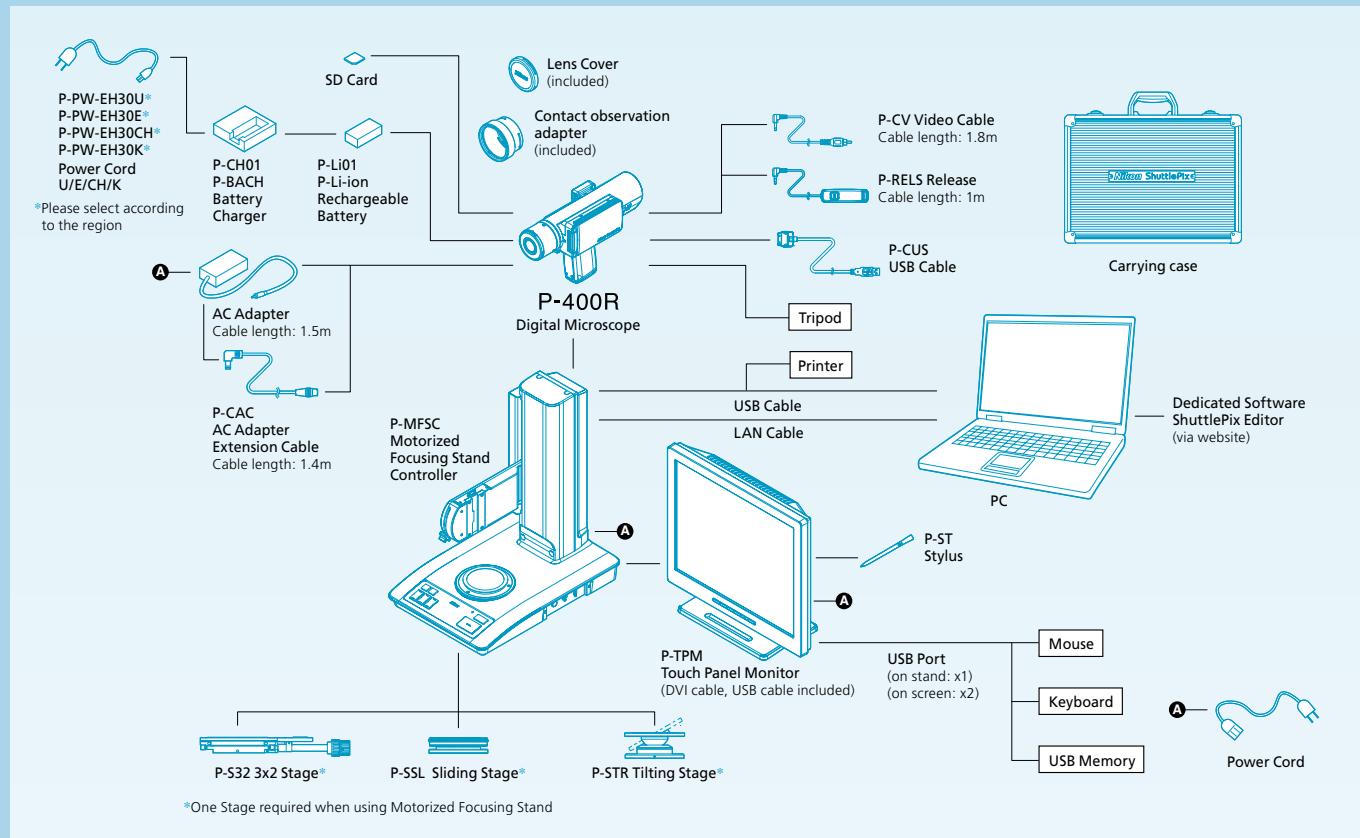 P-PW-EH30U*
P-PW-EH30E*
P-PW-EH30CH*
P-PW-EH30K*
Power Cord
U/E/CH/K
*Please select according
to the region
P-CH01
P-BACH
Battery
Charger
SD Card
P-Li01
P-Li-ion
Rechargeable
Battery
Lens Cover
(included)
Contact observation
adapter
(included)
P-CV Video Cable
Cable length: 1.8m
P-RELS Release
Cable length: 1m
P-CUS
USB Cable
Nikon ShuttlePix
Carrying case
A
AC Adapter
Cable length: 1.5m
P-CAC
AC Adapter
Extension Cable
Cable length: 1.4m
P-400R
Digital Microscope
Tripod
Printer
USB Cable
LAN Cable
PC
Dedicated Software
ShuttlePix Editor
(via website)
P-MFSC
Motorized
Focusing Stand
Controller
A
P-ST
Stylus
A
P-TPM
Touch Panel Monitor
(DVI cable, USB cable included)
USB Port
(on stand: x1)
(on screen: x2)
Mouse
Keyboard
USB Memory
A
Power Cord
P-S32 3x2 Stage*
P-SSL Sliding Stage*
P-STR Tilting Stage*
*One Stage required when using Motorized Focusing Stand